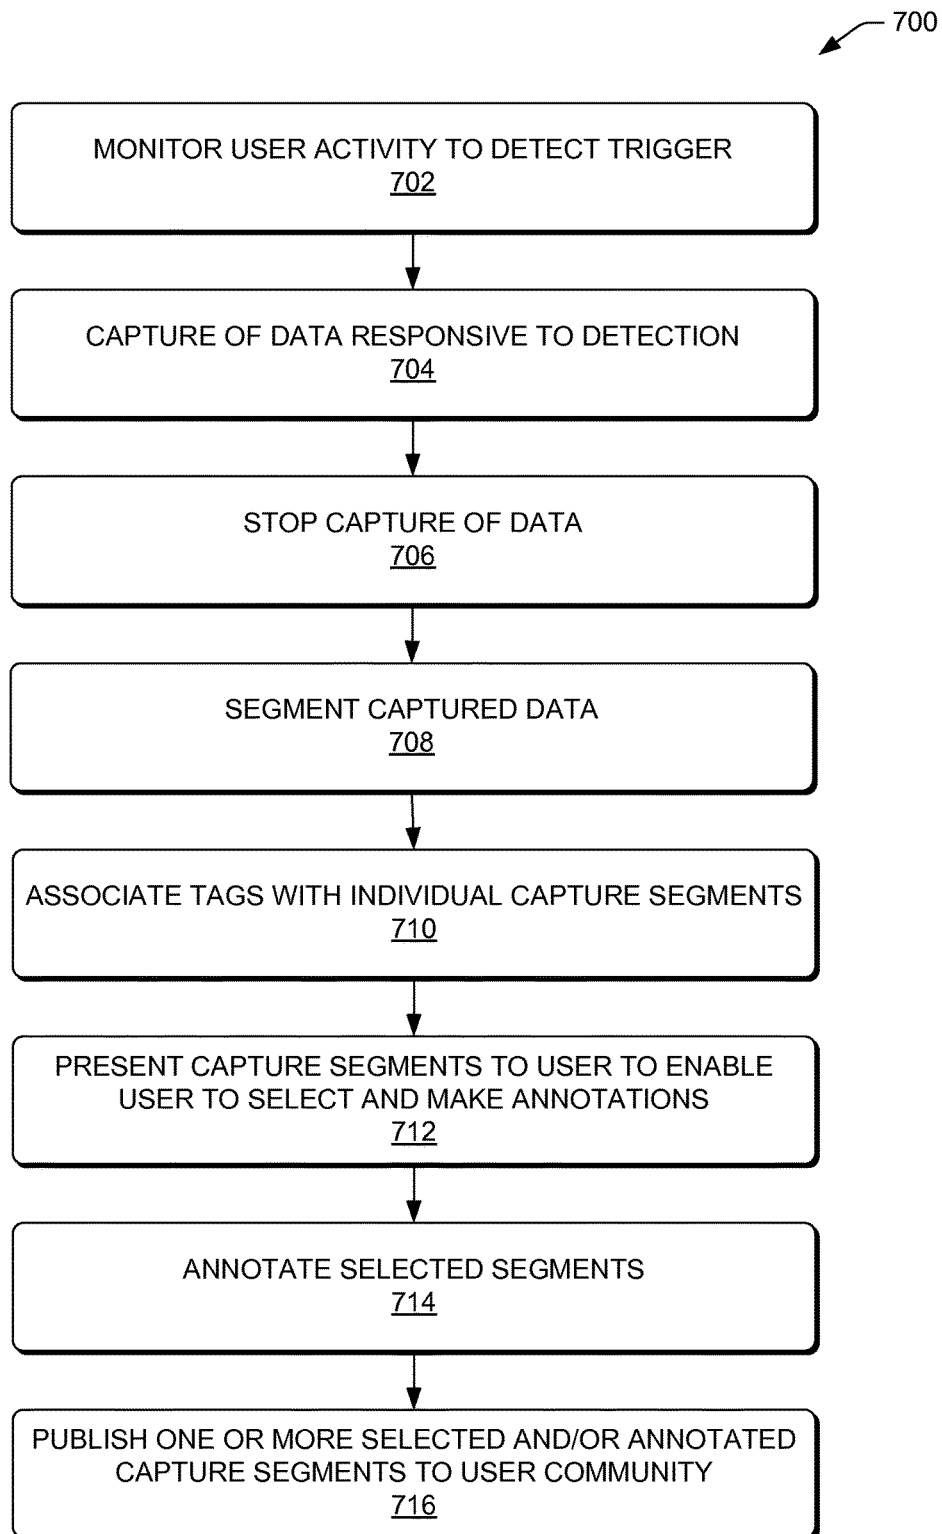 700
MONITOR USER ACTIVITY TO DETECT TRIGGER
702
CAPTURE OF DATA RESPONSIVE TO DETECTION
704
STOP CAPTURE OF DATA
706
SEGMENT CAPTURED DATA
708
ASSOCIATE TAGS WITH INDIVIDUAL CAPTURE SEGMENTS
710
PRESENT CAPTURE SEGMENTS TO USER TO ENABLE
USER TO SELECT AND MAKE ANNOTATIONS
712
ANNOTATE SELECTED SEGMENTS
714
PUBLISH ONE OR MORE SELECTED AND/OR ANNOTATED
CAPTURE SEGMENTS TO USER COMMUNITY
716